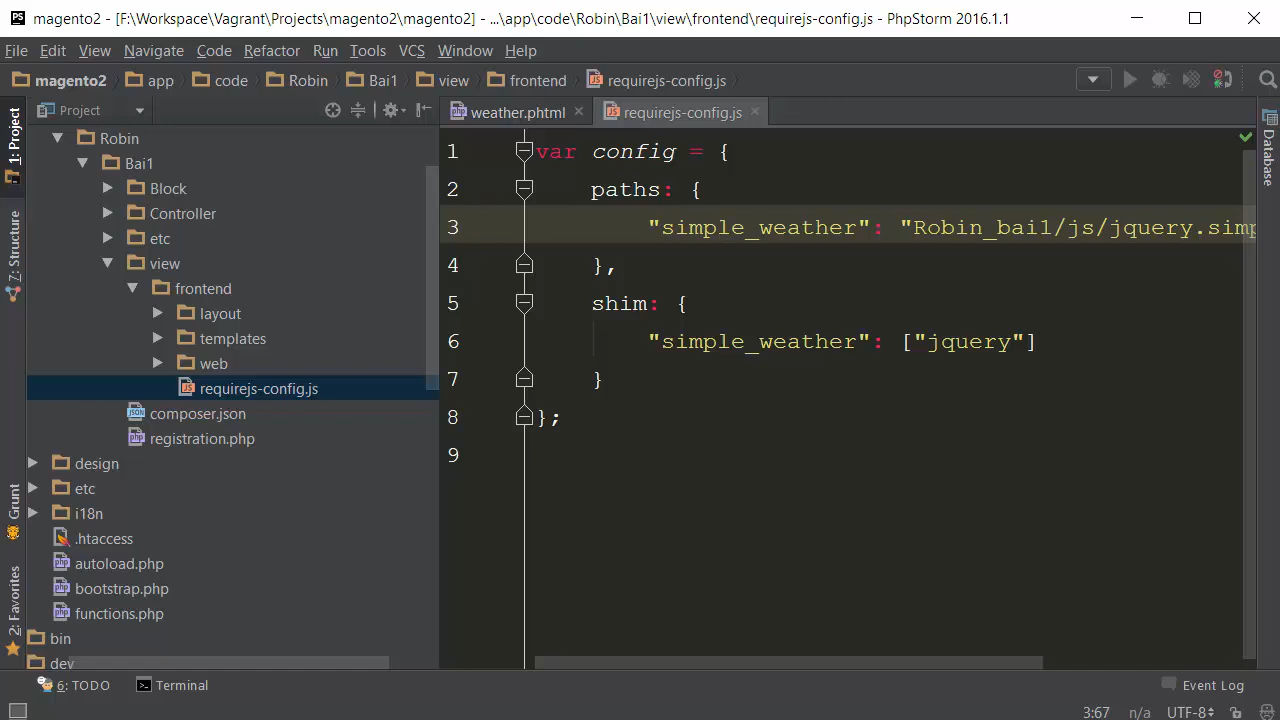 magento2 - [F:\Workspace\Vagrant\Projects\magento2\magento2] - ...\app\code\Robin\Bai1\view\frontend\requirejs-config.js - PhpStorm 2016.1.1
File Edit View Navigate Code Refactor Run Tools VCS Window Help
magento2 app code Robin Bai1 view frontend requirejs-config.js
Project
weather.phtml requirejs-config.js
1: Project
7: Structure
Grunt
2: Favorites
Database
Robin
Bai1
Block
Controller
etc
view
frontend
layout
templates
web
requirejs-config.js
composer.json
registration.php
design
etc
i18n
.htaccess
autoload.php
bootstrap.php
functions.php
bin
dev
1 var config = {
2 paths: {
3 "simple_weather": "Robin_bai1/js/jquery.simp
4 },
5 shim: {
6 "simple_weather": ["jquery"]
7 }
8 };
9
6: TODO Terminal Event Log
3:67 n/a UTF-8